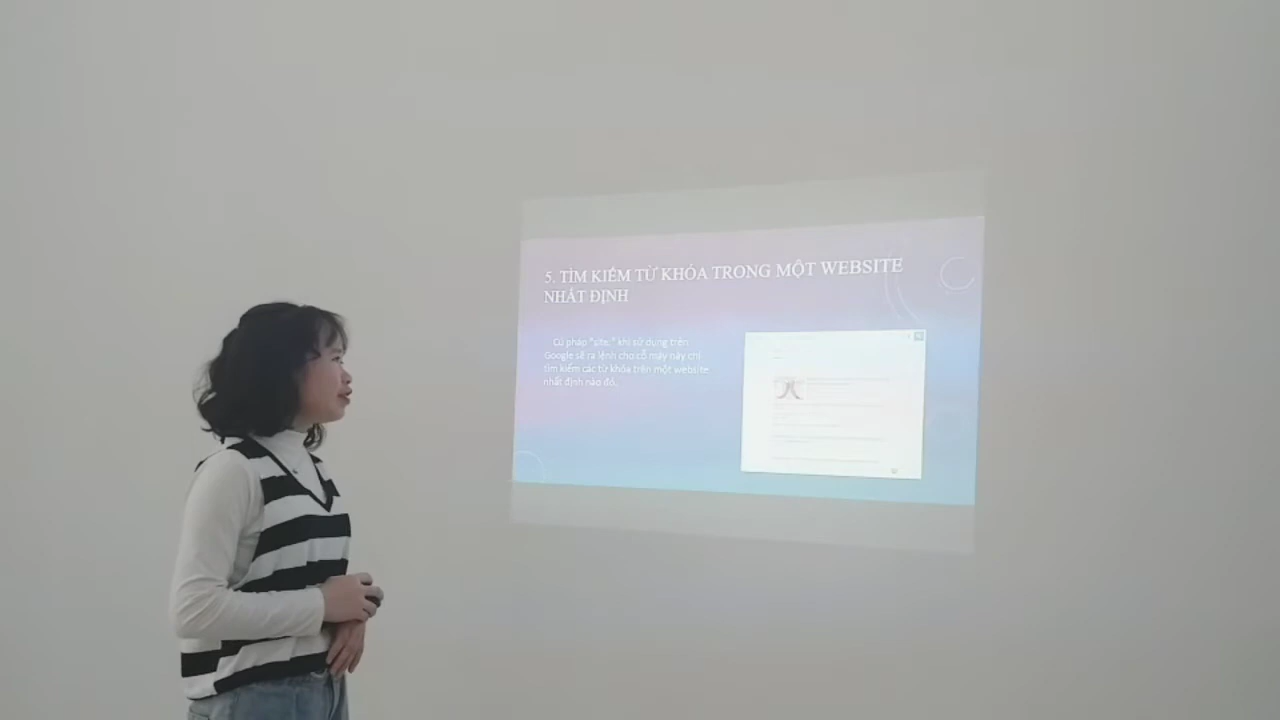 5. TÌM KIẾM TỪ KHÓA TRONG MỘT WEBSITE
NHẤT ĐỊNH
Cú pháp "site:" khi sử dụng trên
Google sẽ ra lệnh cho cỗ máy này chỉ
tìm kiếm các từ khóa trên một website
nhất định nào đó.